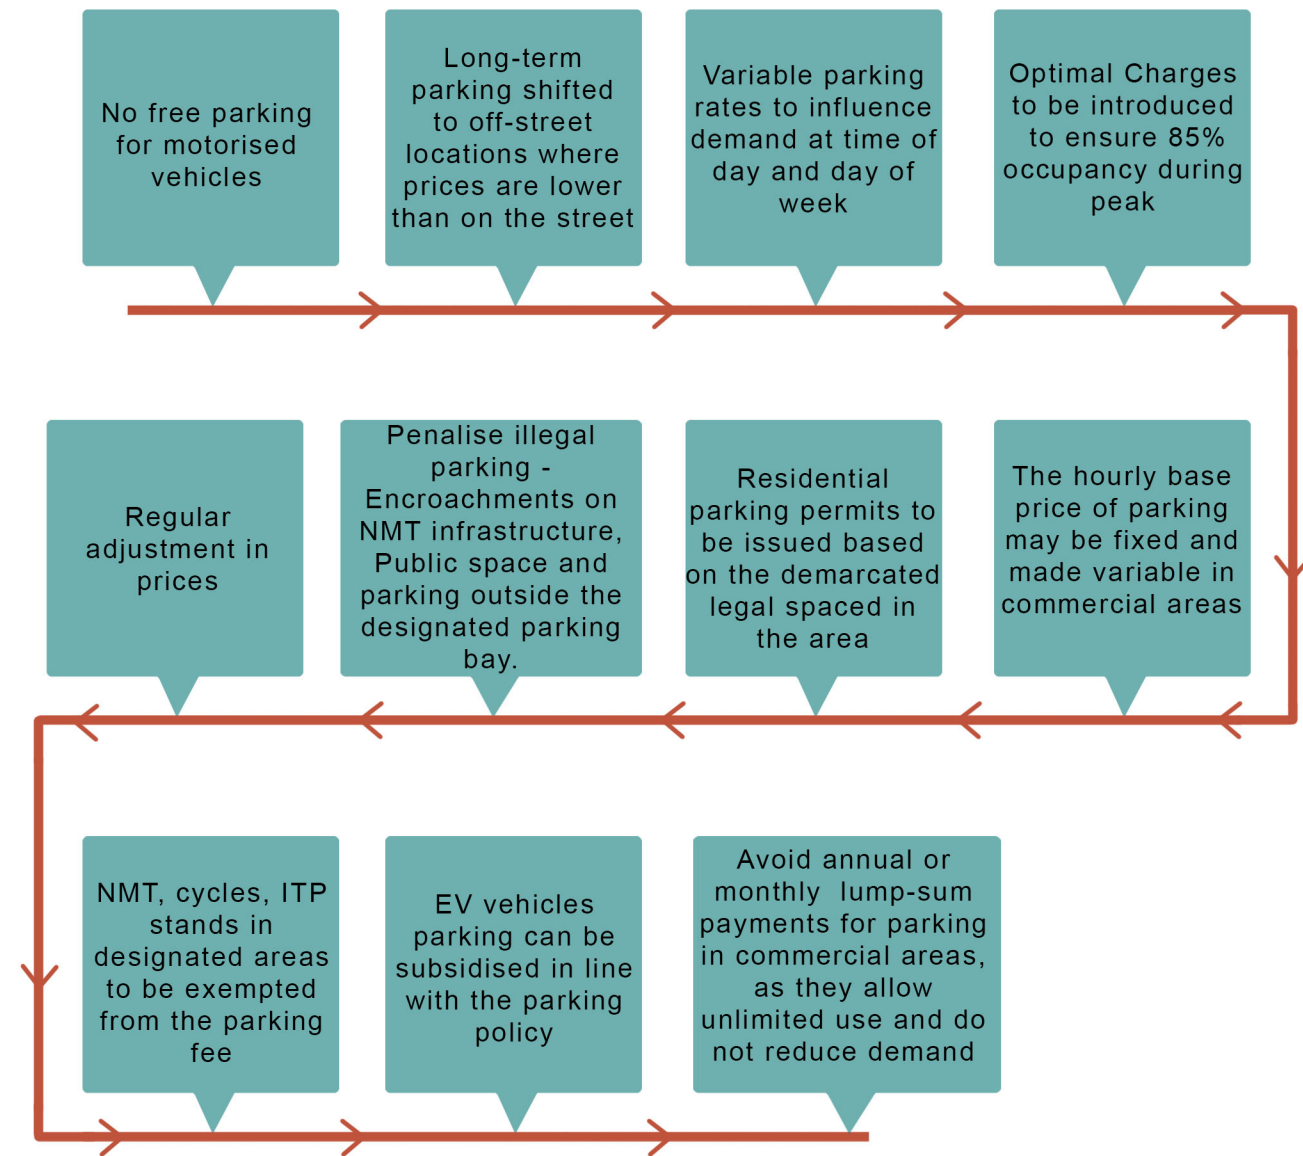 No free parking
for motorised
vehicles
Long-term
parking shifted
to off-street
locations where
prices are lower
than on the street
Variable parking
rates to influence
demand at time of
day and day of
week
Optimal Charges
to be introduced
to ensure 85%
occupancy during
peak
The hourly base
price of parking
may be fixed and
made variable in
commercial areas
Residential
parking permits to
be issued based
on the demarcated
legal spaced in
the area
Penalise illegal
parking -
Encroachments on
NMT infrastructure,
Public space and
parking outside the
designated parking
bay.
Regular
adjustment in
prices
NMT, cycles, ITP
stands in
designated areas
to be exempted
from the parking
fee
EV vehicles
parking can be
subsidised in line
with the parking
policy
Avoid annual or
monthly lump-sum
payments for parking
in commercial areas,
as they allow
unlimited use and do
not reduce demand